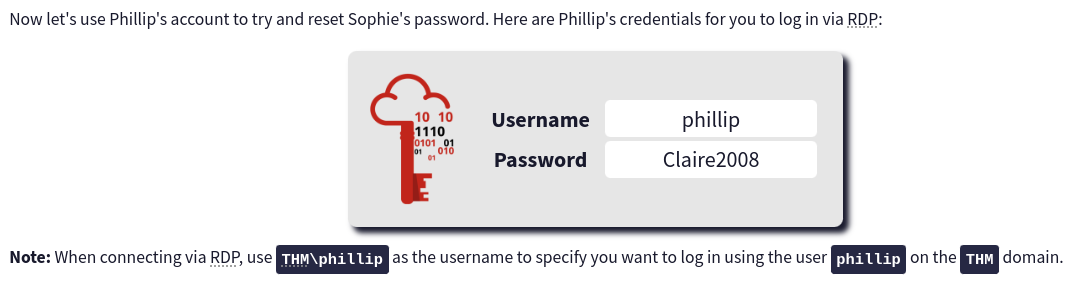 Now let's use Phillip's account to try and reset Sophie's password. Here are Phillip's credentials for you to log in via RDP:
10 10
1110
0101 01
01 010
01
Username phillip
Password Claire2008
Note: When connecting via RDP, use THM\phillip as the username to specify you want to log in using the user phillip on the THM domain.